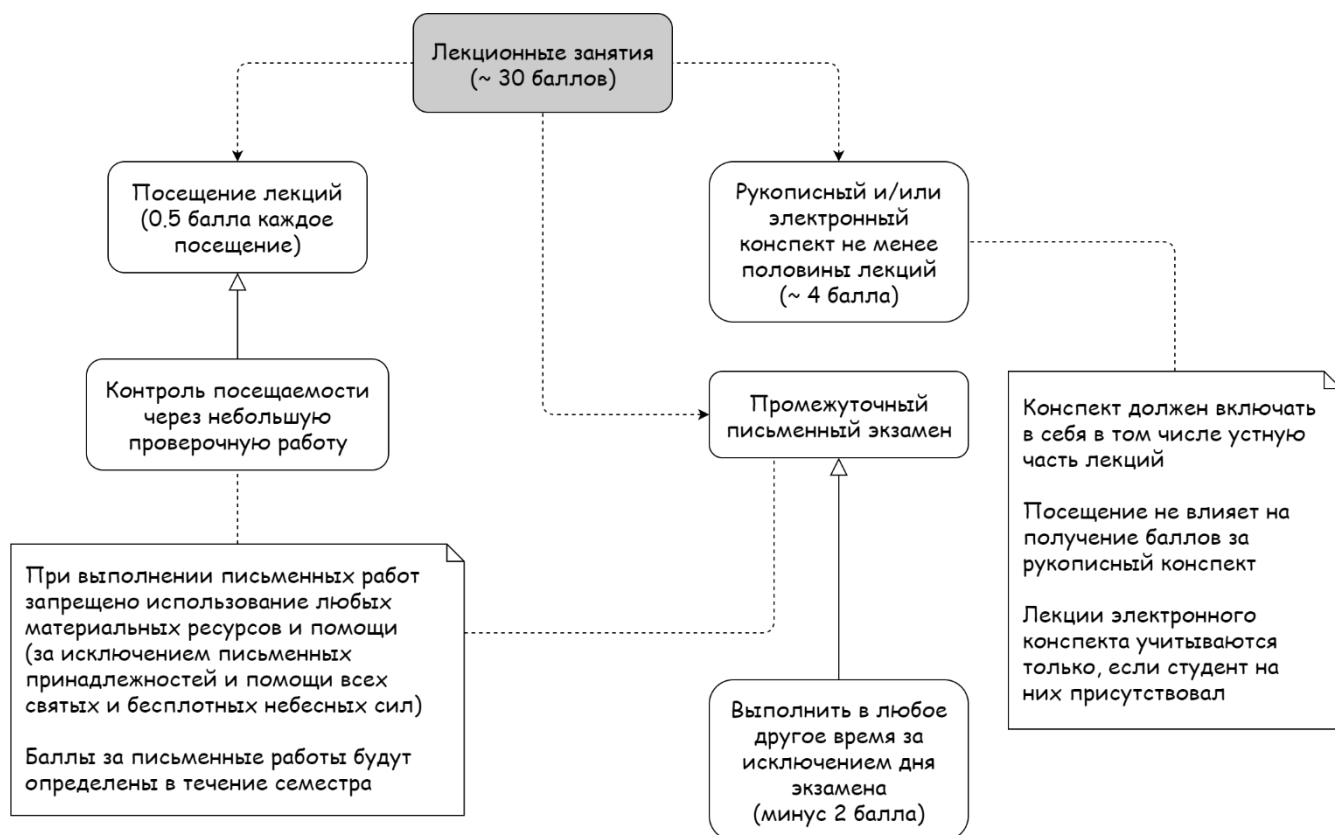 Лекционные занятия
(~ 30 баллов)
Посещение лекций
(0.5 балла каждое
посещение)
Рукописный и/или
электронный
конспект не менее
половины лекций
(~ 4 балла)
Контроль посещаемости
через небольшую
проверочную работу
Промежуточный
письменный экзамен
Конспект должен включать
в себя в том числе устную
часть лекций
Посещение не влияет на
получение баллов за
рукописный конспект
Лекции электронного
конспекта учитываются
только, если студент на
них присутствовал
При выполнении письменных работ
запрещено использование любых
материальных ресурсов и помощи
(за исключением письменных
принадлежностей и помощи всех
святых и бесплотных небесных сил)
Баллы за письменные работы будут
определены в течение семестра
Выполнить в любое
другое время за
исключением дня
экзамена
(минус 2 балла)